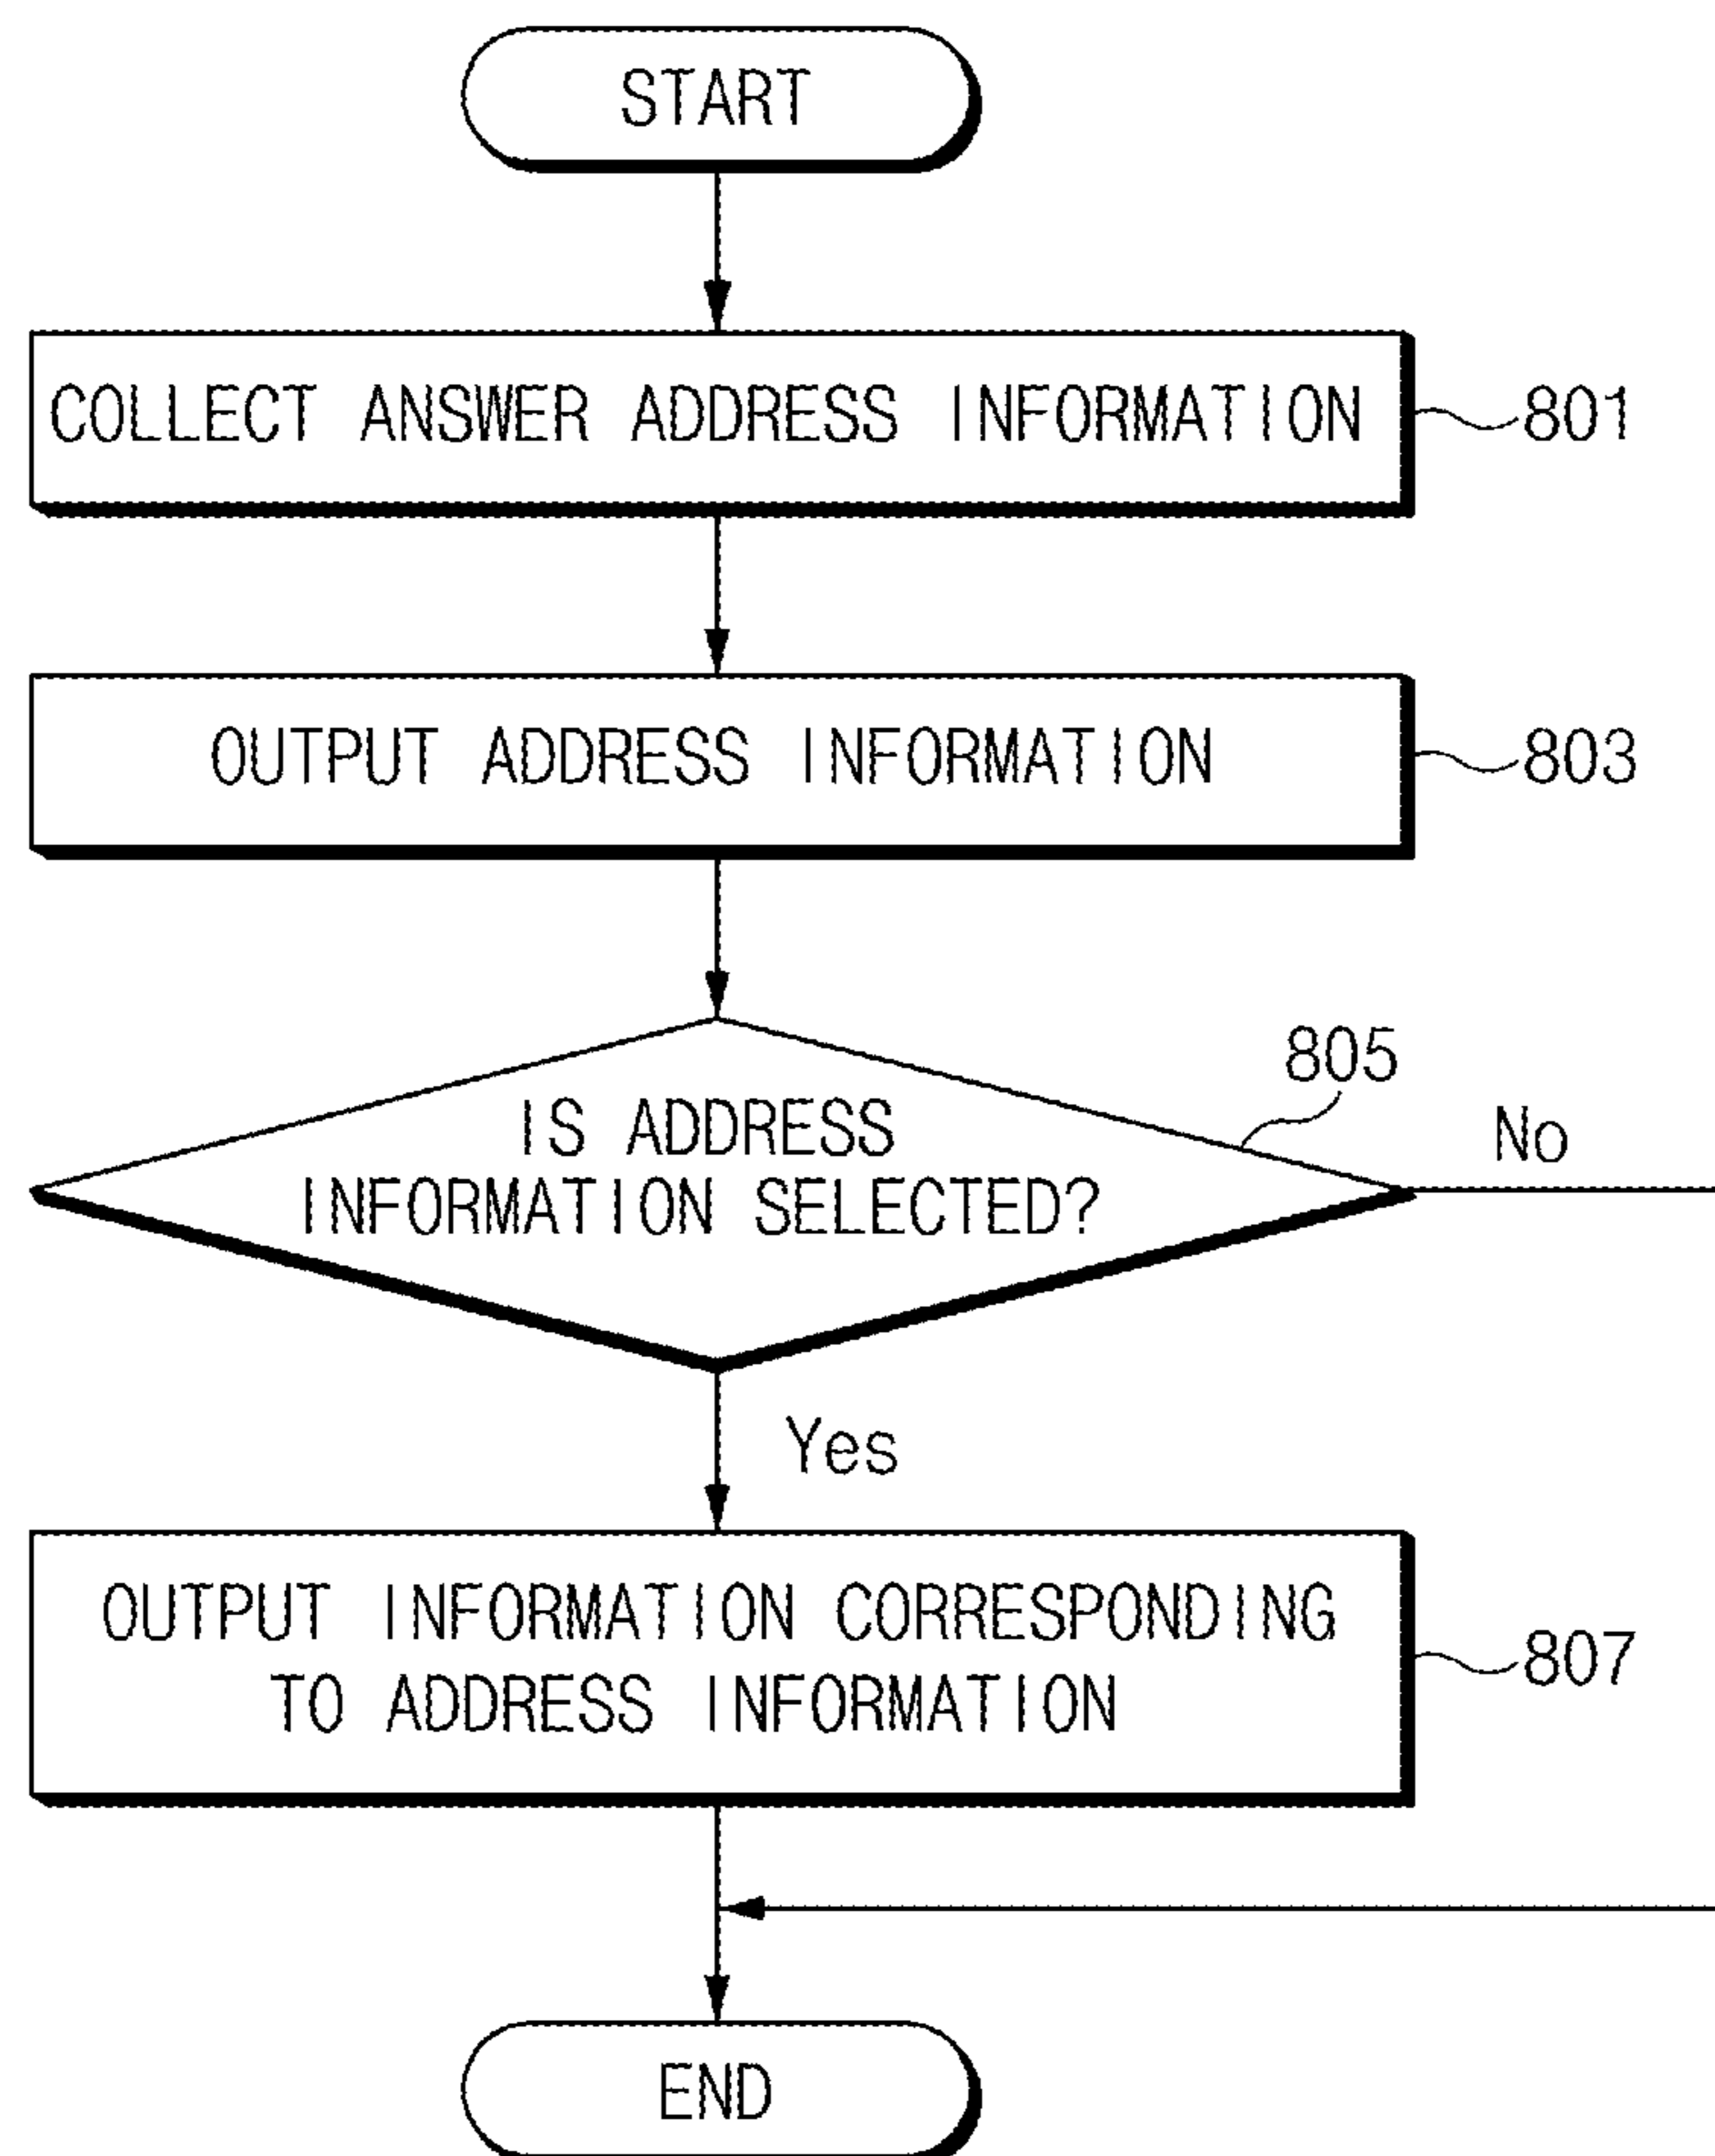 START
COLLECT ANSWER ADDRESS INFORMATION
801
OUTPUT ADDRESS INFORMATION
803
805
IS ADDRESS
INFORMATION SELECTED?
No
Yes
OUTPUT INFORMATION CORRESPONDING
TO ADDRESS INFORMATION
807
END